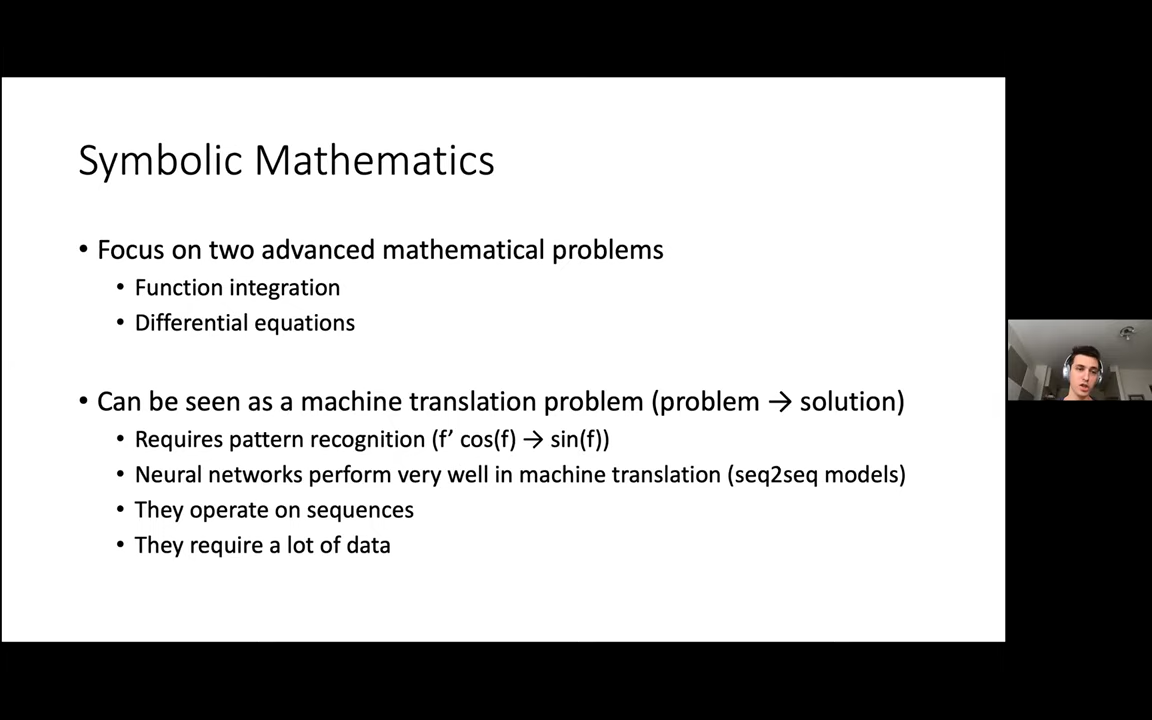 Symbolic Mathematics
• Focus on two advanced mathematical problems
• Function integration
• Differential equations
• Can be seen as a machine translation problem (problem → solution)
• Requires pattern recognition (f’ cos(f) → sin(f))
• Neural networks perform very well in machine translation (seq2seq models)
• They operate on sequences
• They require a lot of data